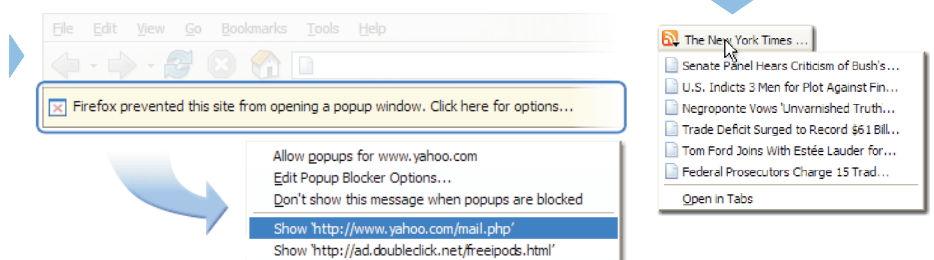 File Edit View Go Bookmarks Tools Help
Firefox prevented this site from opening a popup window. Click here for options...
Allow popups for www.yahoo.com
Edit Popup Blocker Options...
Don't show this message when popups are blocked
Show 'http://www.yahoo.com/mail.php'
Show 'http://ad.doubleclick.net/freeipods.html'
The New York Times ...
Senate Panel Hears Criticism of Bush's...
U.S. Indicts 3 Men for Plot Against Fin...
Negroponte Vows 'Unvarnished Truth...
Trade Deficit Surged to Record $61 Bill...
Tom Ford Joins With Estée Lauder for...
Federal Prosecutors Charge 15 Trad...
Open in Tabs